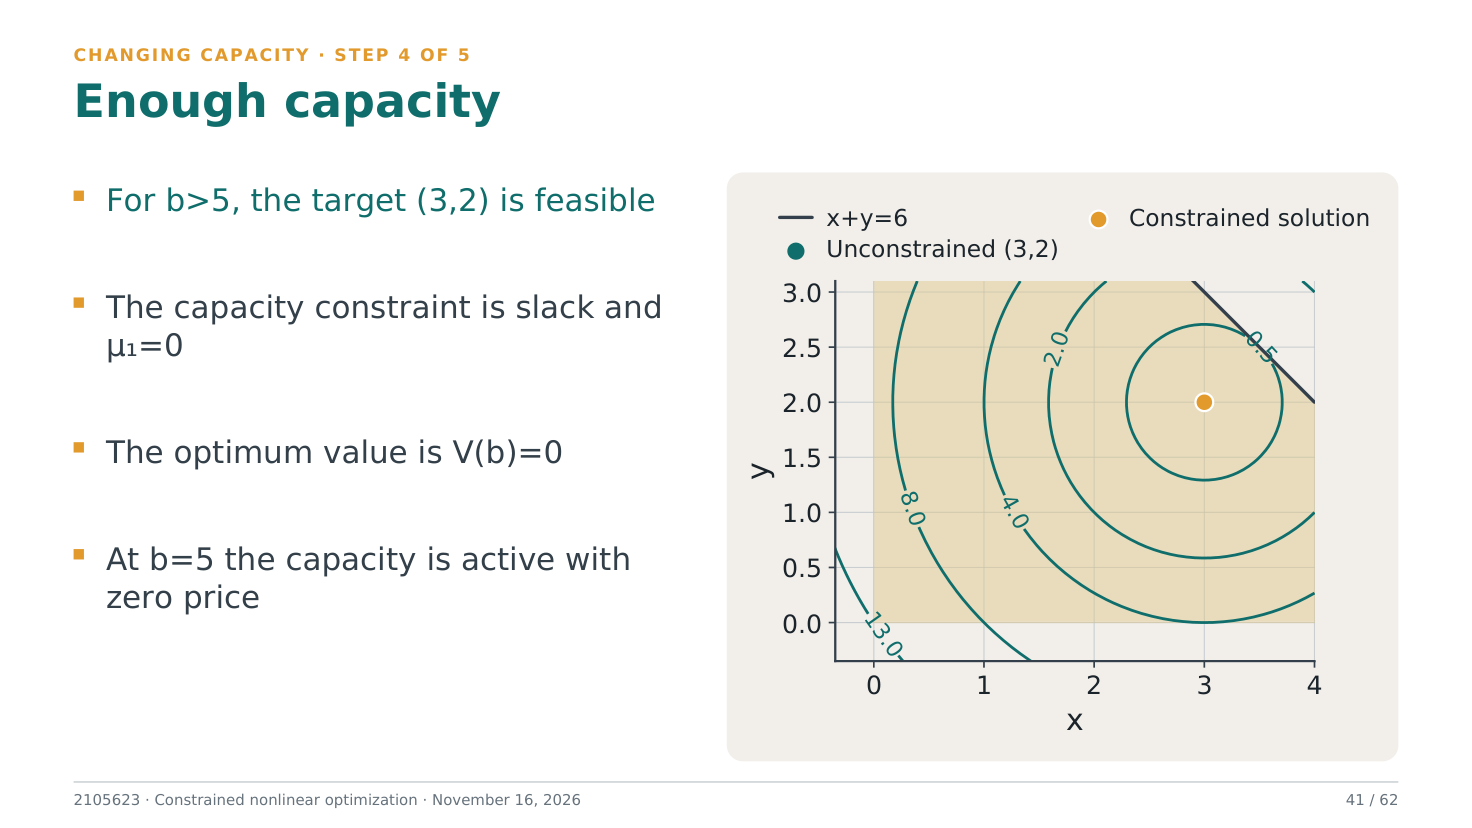 CHANGING CAPACITY · STEP 4 OF 5
Enough capacity
For b>5, the target (3,2) is feasible
The capacity constraint is slack and
μ₁=0
The optimum value is V(b)=0
At b=5 the capacity is active with
zero price
x+y=6
Constrained solution
Unconstrained (3,2)
3.0
2.5
2.0
1.5
1.0
0.5
0.0
y
0.5
2.0
4.0
8.0
13.0
0 1 2 3 4
x
2105623 · Constrained nonlinear optimization · November 16, 2026
41 / 62